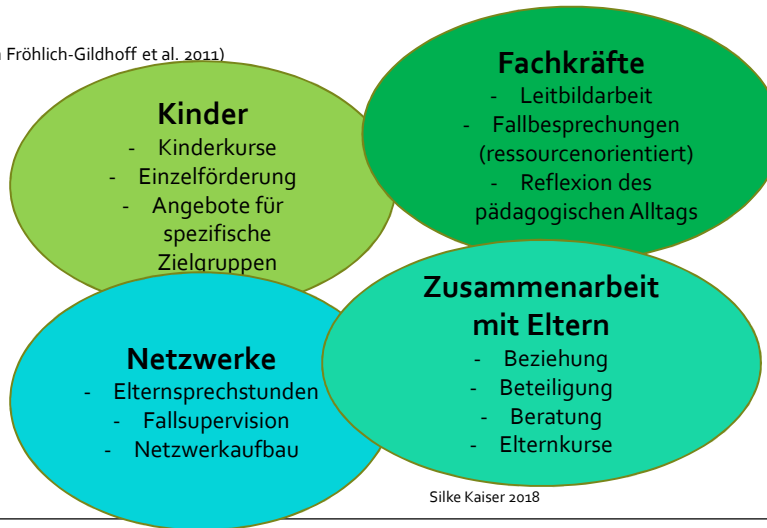 Fröhlich-Gildhoff et al. 2011)
Kinder
- Kinderkurse
- Einzelförderung
- Angebote für
spezifische
Zielgruppen
Fachkräfte
- Leitbildarbeit
- Fallbesprechungen
(ressourcenorientiert)
- Reflexion des
pädagogischen Alltags
Netzwerke
- Elternsprechstunden
- Fallsupervision
- Netzwerkaufbau
Zusammenarbeit
mit Eltern
- Beziehung
- Beteiligung
- Beratung
- Elternkurse
Silke Kaiser 2018